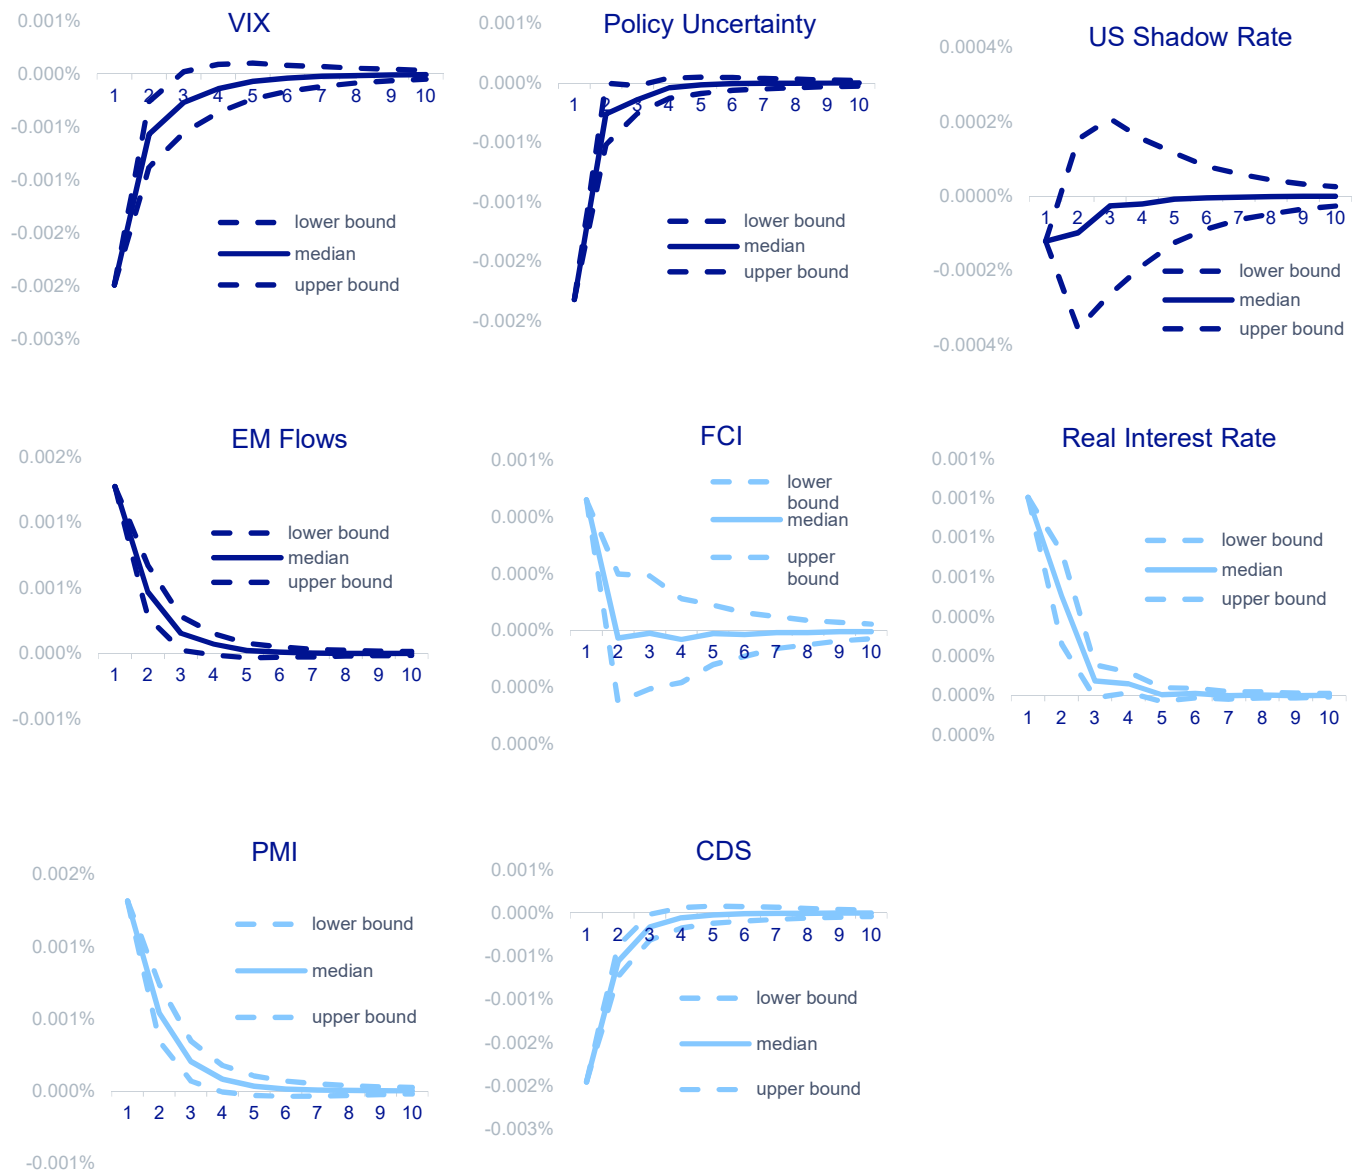 VIX
0.001%
0.000%
-0.001%
-0.001%
-0.002%
-0.002%
-0.003%
1 2 3 4 5 6 7 8 9 10
lower bound
median
upper bound
Policy Uncertainty
0.001%
0.000%
-0.001%
-0.001%
-0.002%
-0.002%
1 2 3 4 5 6 7 8 9 10
lower bound
median
upper bound
US Shadow Rate
0.0004%
0.0002%
0.0000%
-0.0002%
-0.0004%
1 2 3 4 5 6 7 8 9 10
lower bound
median
upper bound
EM Flows
0.002%
0.001%
0.001%
0.000%
-0.001%
1 2 3 4 5 6 7 8 9 10
lower bound
median
upper bound
FCI
0.001%
0.000%
0.000%
0.000%
0.000%
0.000%
1 2 3 4 5 6 7 8 9 10
lower
bound
median
upper
bound
Real Interest Rate
0.001%
0.001%
0.001%
0.001%
0.000%
0.000%
0.000%
0.000%
1 2 3 4 5 6 7 8 9 10
lower bound
median
upper bound
PMI
0.002%
0.001%
0.001%
0.000%
-0.001%
1 2 3 4 5 6 7 8 9 10
lower bound
median
upper bound
CDS
0.001%
0.000%
-0.001%
-0.001%
-0.002%
-0.002%
-0.003%
1 2 3 4 5 6 7 8 9 10
lower bound
median
upper bound